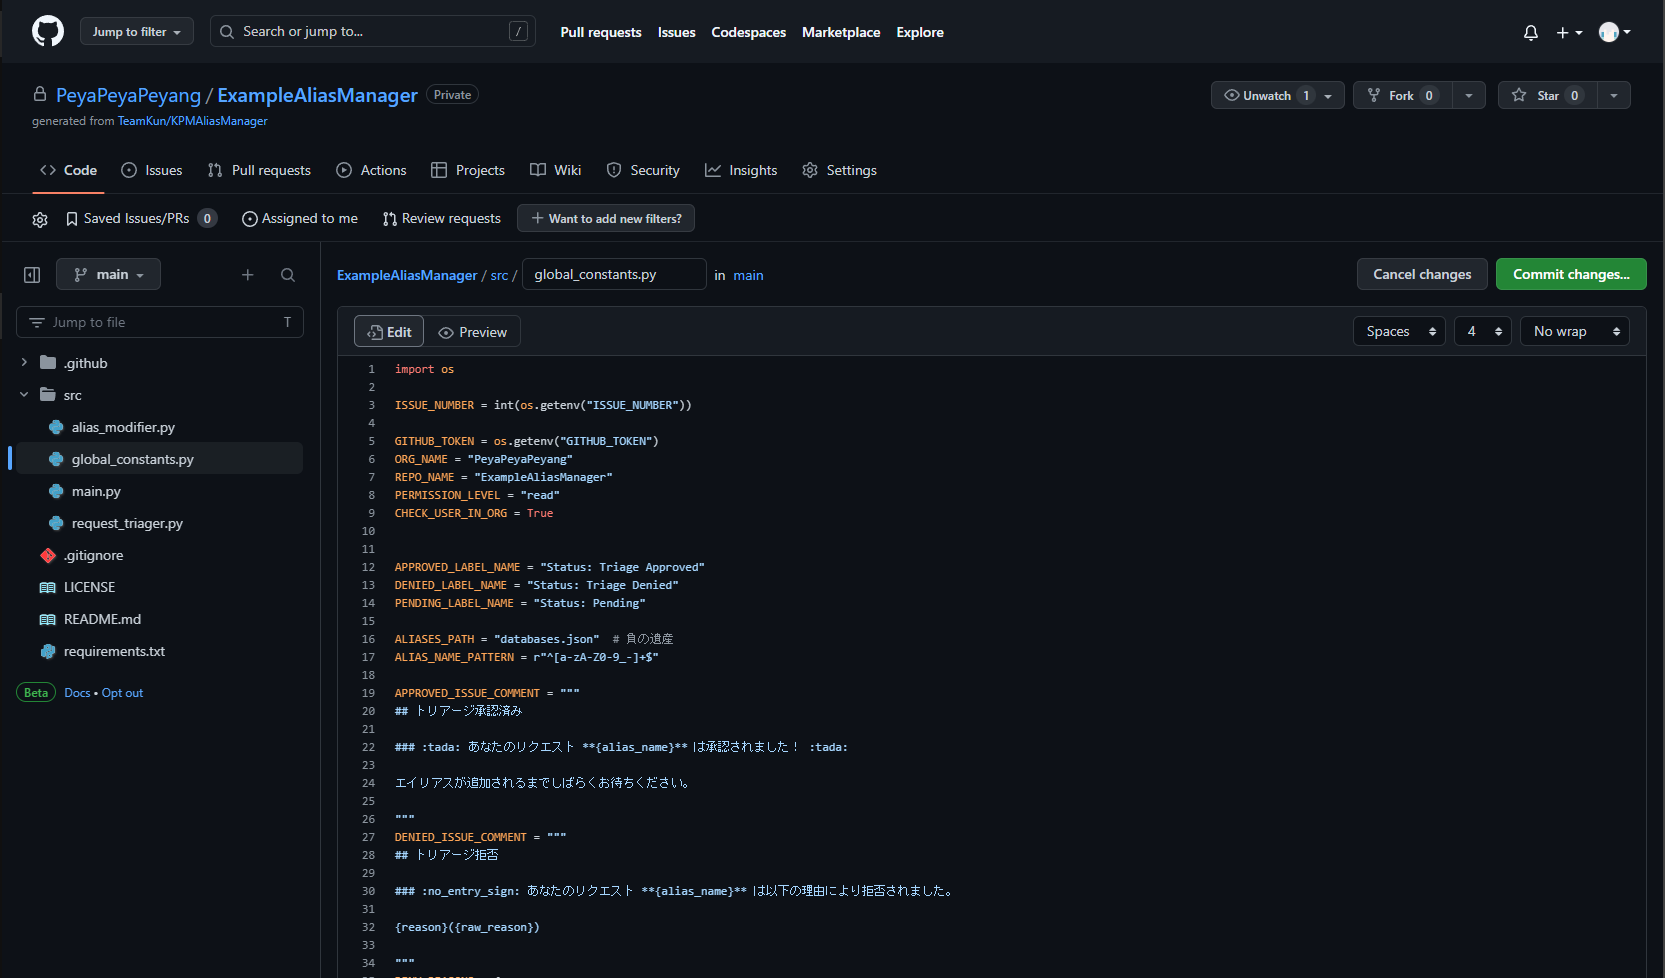 Jump to filter
Search or jump to...
/
Pull requests
Issues
Codespaces
Marketplace
Explore
PeyaPeyaPeyang / ExampleAliasManager
Private
generated from TeamKun/KPMAliasManager
Unwatch 1
Fork 0
Star 0
Code
Issues
Pull requests
Actions
Projects
Wiki
Security
Insights
Settings
Saved Issues/PRs 0
Assigned to me
Review requests
Want to add new filters?
main
ExampleAliasManager / src / global_constants.py in main
Cancel changes
Commit changes...
Jump to file T
.github
src
alias_modifier.py
global_constants.py
main.py
request_triager.py
.gitignore
LICENSE
README.md
requirements.txt
Beta Docs • Opt out
Edit
Preview
Spaces
4
No wrap
1 import os
2
3 ISSUE_NUMBER = int(os.getenv("ISSUE_NUMBER"))
4
5 GITHUB_TOKEN = os.getenv("GITHUB_TOKEN")
6 ORG_NAME = "PeyaPeyaPeyang"
7 REPO_NAME = "ExampleAliasManager"
8 PERMISSION_LEVEL = "read"
9 CHECK_USER_IN_ORG = True
10
11
12 APPROVED_LABEL_NAME = "Status: Triage Approved"
13 DENIED_LABEL_NAME = "Status: Triage Denied"
14 PENDING_LABEL_NAME = "Status: Pending"
15
16 ALIASES_PATH = "databases.json"  # 負の遺産
17 ALIAS_NAME_PATTERN = r"^[a-zA-Z0-9_-]+$"
18
19 APPROVED_ISSUE_COMMENT = """
20 ## トリアージ承認済み
21
22 ### :tada: あなたのリクエスト **{alias_name}** は承認されました！ :tada:
23
24 エイリアスが追加されるまでしばらくお待ちください。
25
26 """
27 DENIED_ISSUE_COMMENT = """
28 ## トリアージ拒否
29
30 ### :no_entry_sign: あなたのリクエスト **{alias_name}** は以下の理由により拒否されました。
31
32 {reason}({raw_reason})
33
34 """